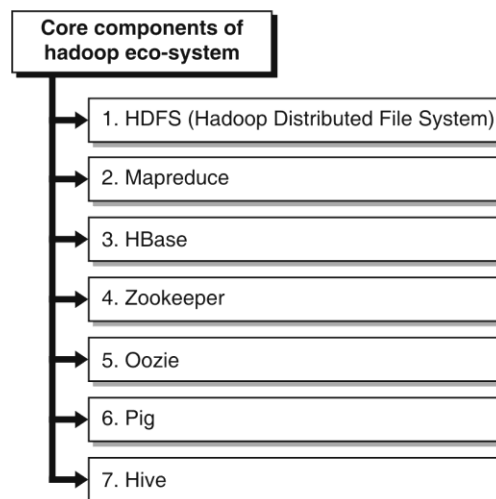 Core components of
hadoop eco-system
1. HDFS (Hadoop Distributed File System)
2. Mapreduce
3. HBase
4. Zookeeper
5. Oozie
6. Pig
7. Hive